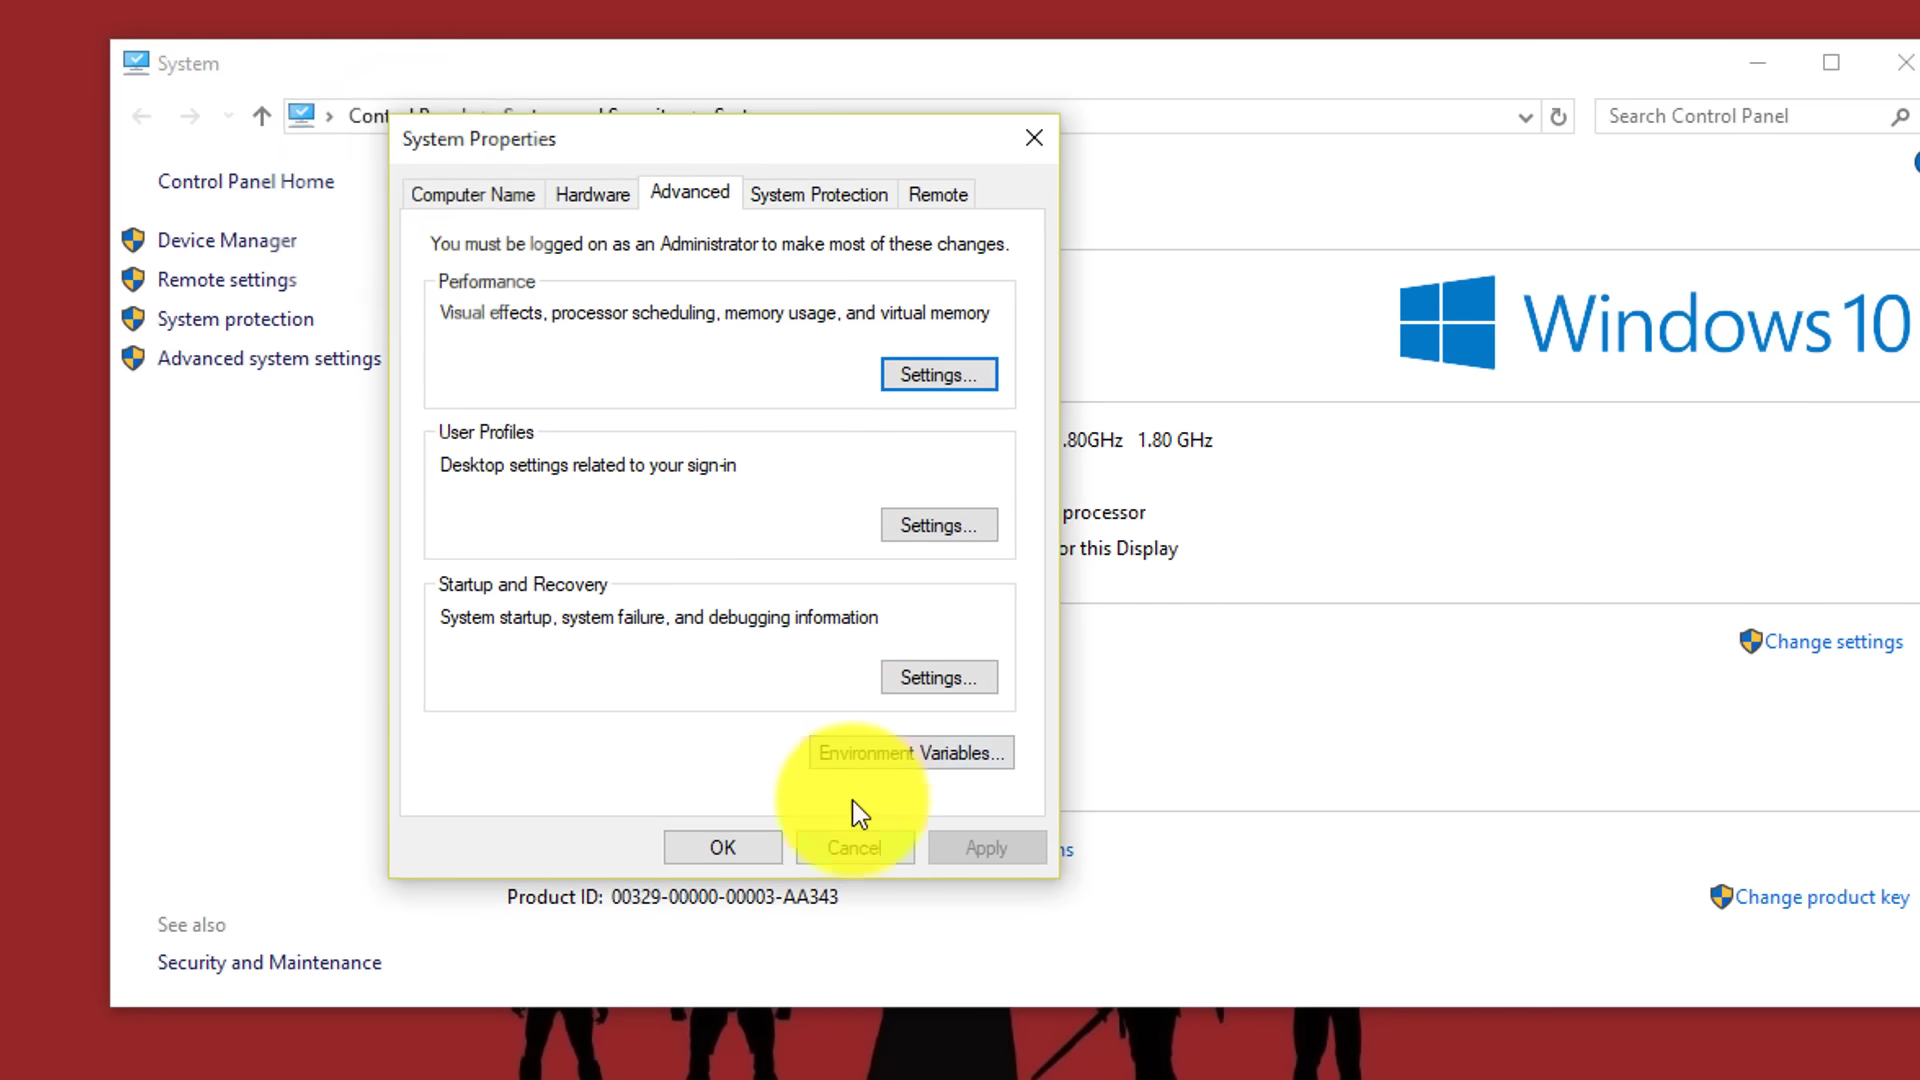 System
Search Control Panel
System Properties
Control Panel Home
Computer Name Hardware Advanced System Protection Remote
Device Manager
Remote settings
System protection
Advanced system settings
You must be logged on as an Administrator to make most of these changes.
Performance
Visual effects, processor scheduling, memory usage, and virtual memory
Settings...
User Profiles
Desktop settings related to your sign-in
Settings...
Startup and Recovery
System startup, system failure, and debugging information
Settings...
Environment Variables...
OK Cancel Apply
Windows 10
.80GHz 1.80 GHz
processor
or this Display
Change settings
Product ID: 00329-00000-00003-AA343
Change product key
See also
Security and Maintenance